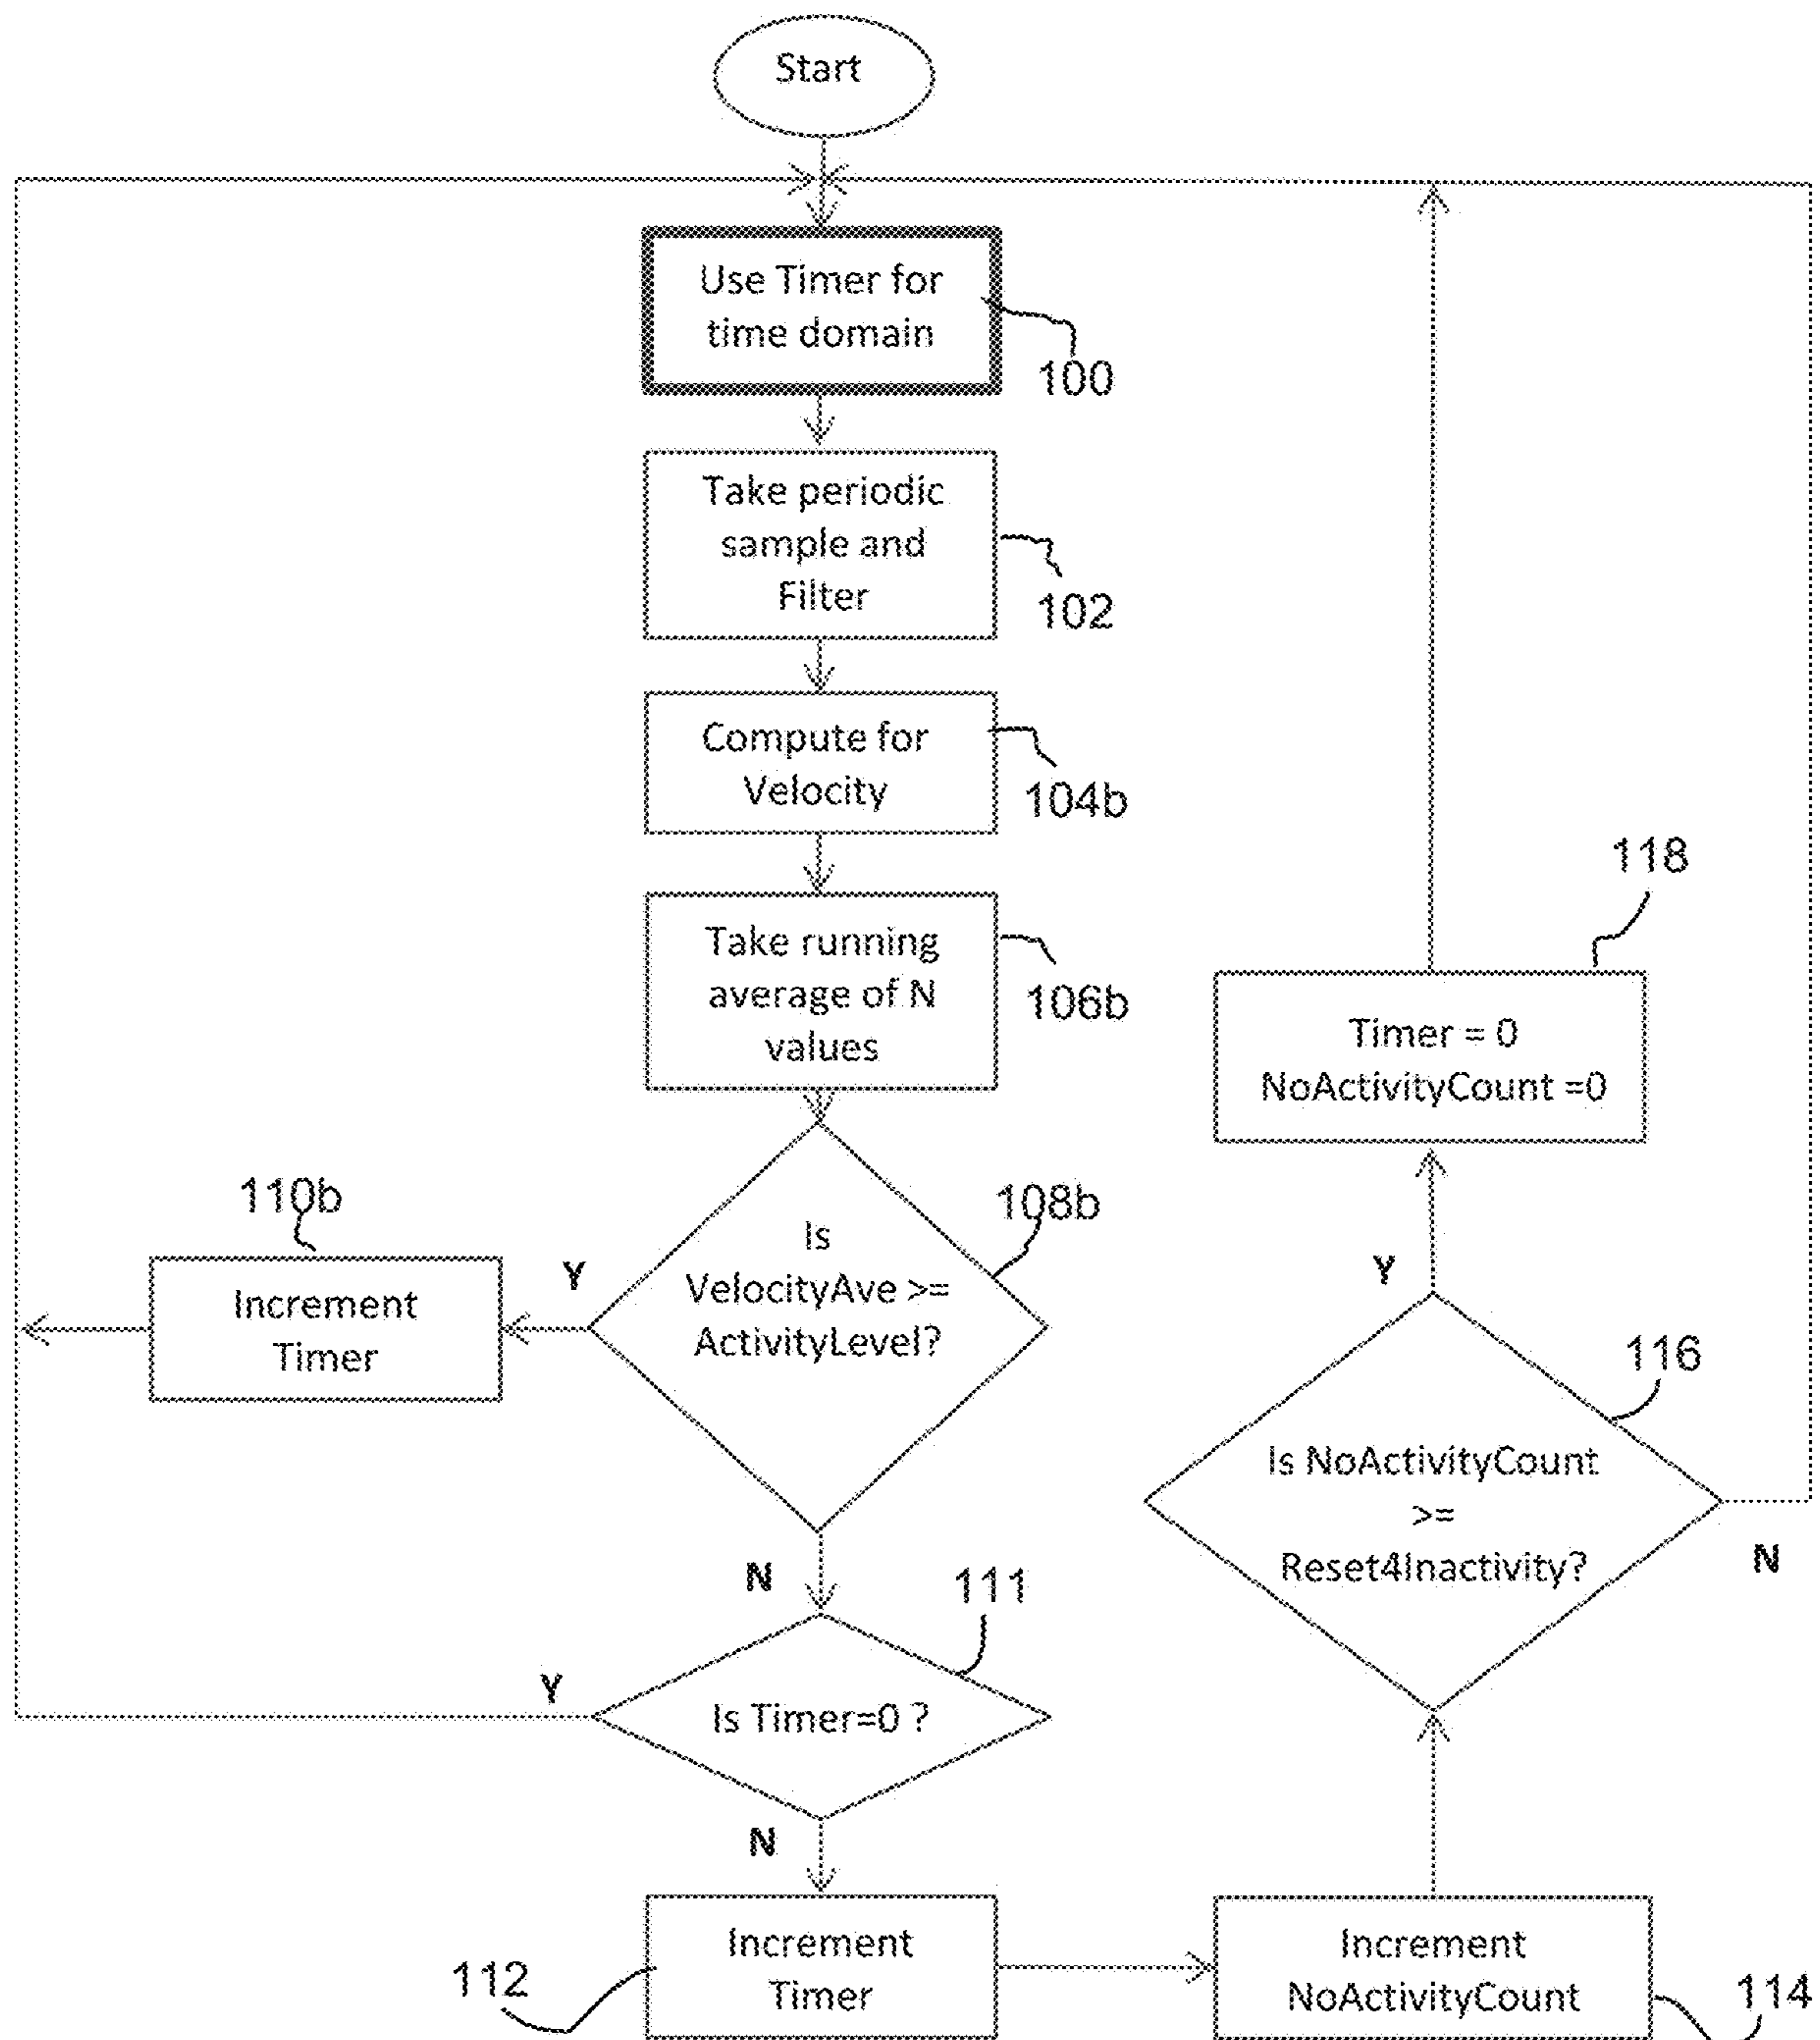 Start
Use Timer for
time domain
100
Take periodic
sample and
Filter
102
Compute for
Velocity
104b
Take running
average of N
values
106b
118
Timer = 0
NoActivityCount =0
110b
Increment
Timer
Y
Is
VelocityAve >=
ActivityLevel?
108b
N
Y
116
Is NoActivityCount
>=
Reset4Inactivity?
N
111
Y
Is Timer=0 ?
N
112
Increment
Timer
Increment
NoActivityCount
114